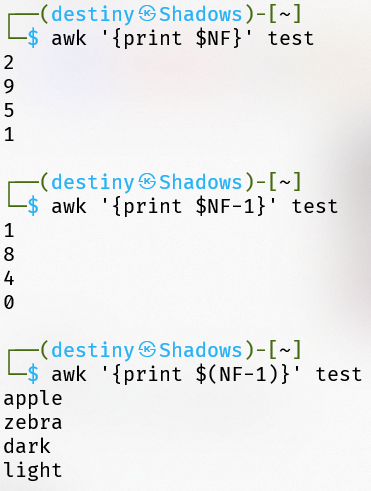 ┌──(destiny㉿Shadows)-[~]
└─$ awk '{print $NF}' test
2
9
5
1
┌──(destiny㉿Shadows)-[~]
└─$ awk '{print $NF-1}' test
1
8
4
0
┌──(destiny㉿Shadows)-[~]
└─$ awk '{print $(NF-1)}' test
apple
zebra
dark
light